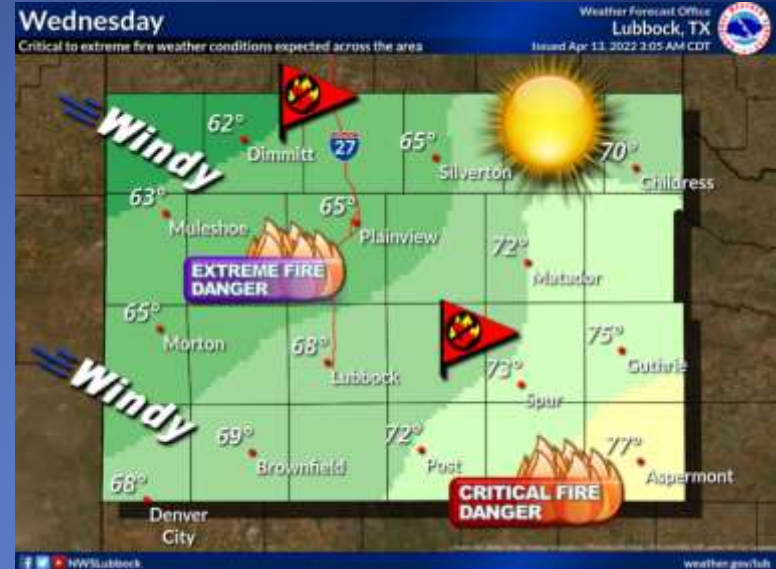 Wednesday
Critical to extreme fire weather conditions expected across the area
Weather Forecast Office
Lubbock, TX
Issued Apr 13, 2022 3:05 AM CDT
Windy
62°
Dimmitt
27
65°
Silverton
70°
Childress
63°
Muleshoe
65°
Plainview
72°
Matador
EXTREME FIRE
DANGER
65°
Morton
68°
Lubbock
73°
Spur
75°
Guthrie
Windy
69°
Brownfield
72°
Post
77°
Aspermont
68°
Denver
City
CRITICAL FIRE
DANGER
NWSLubbock
weather.gov/lub